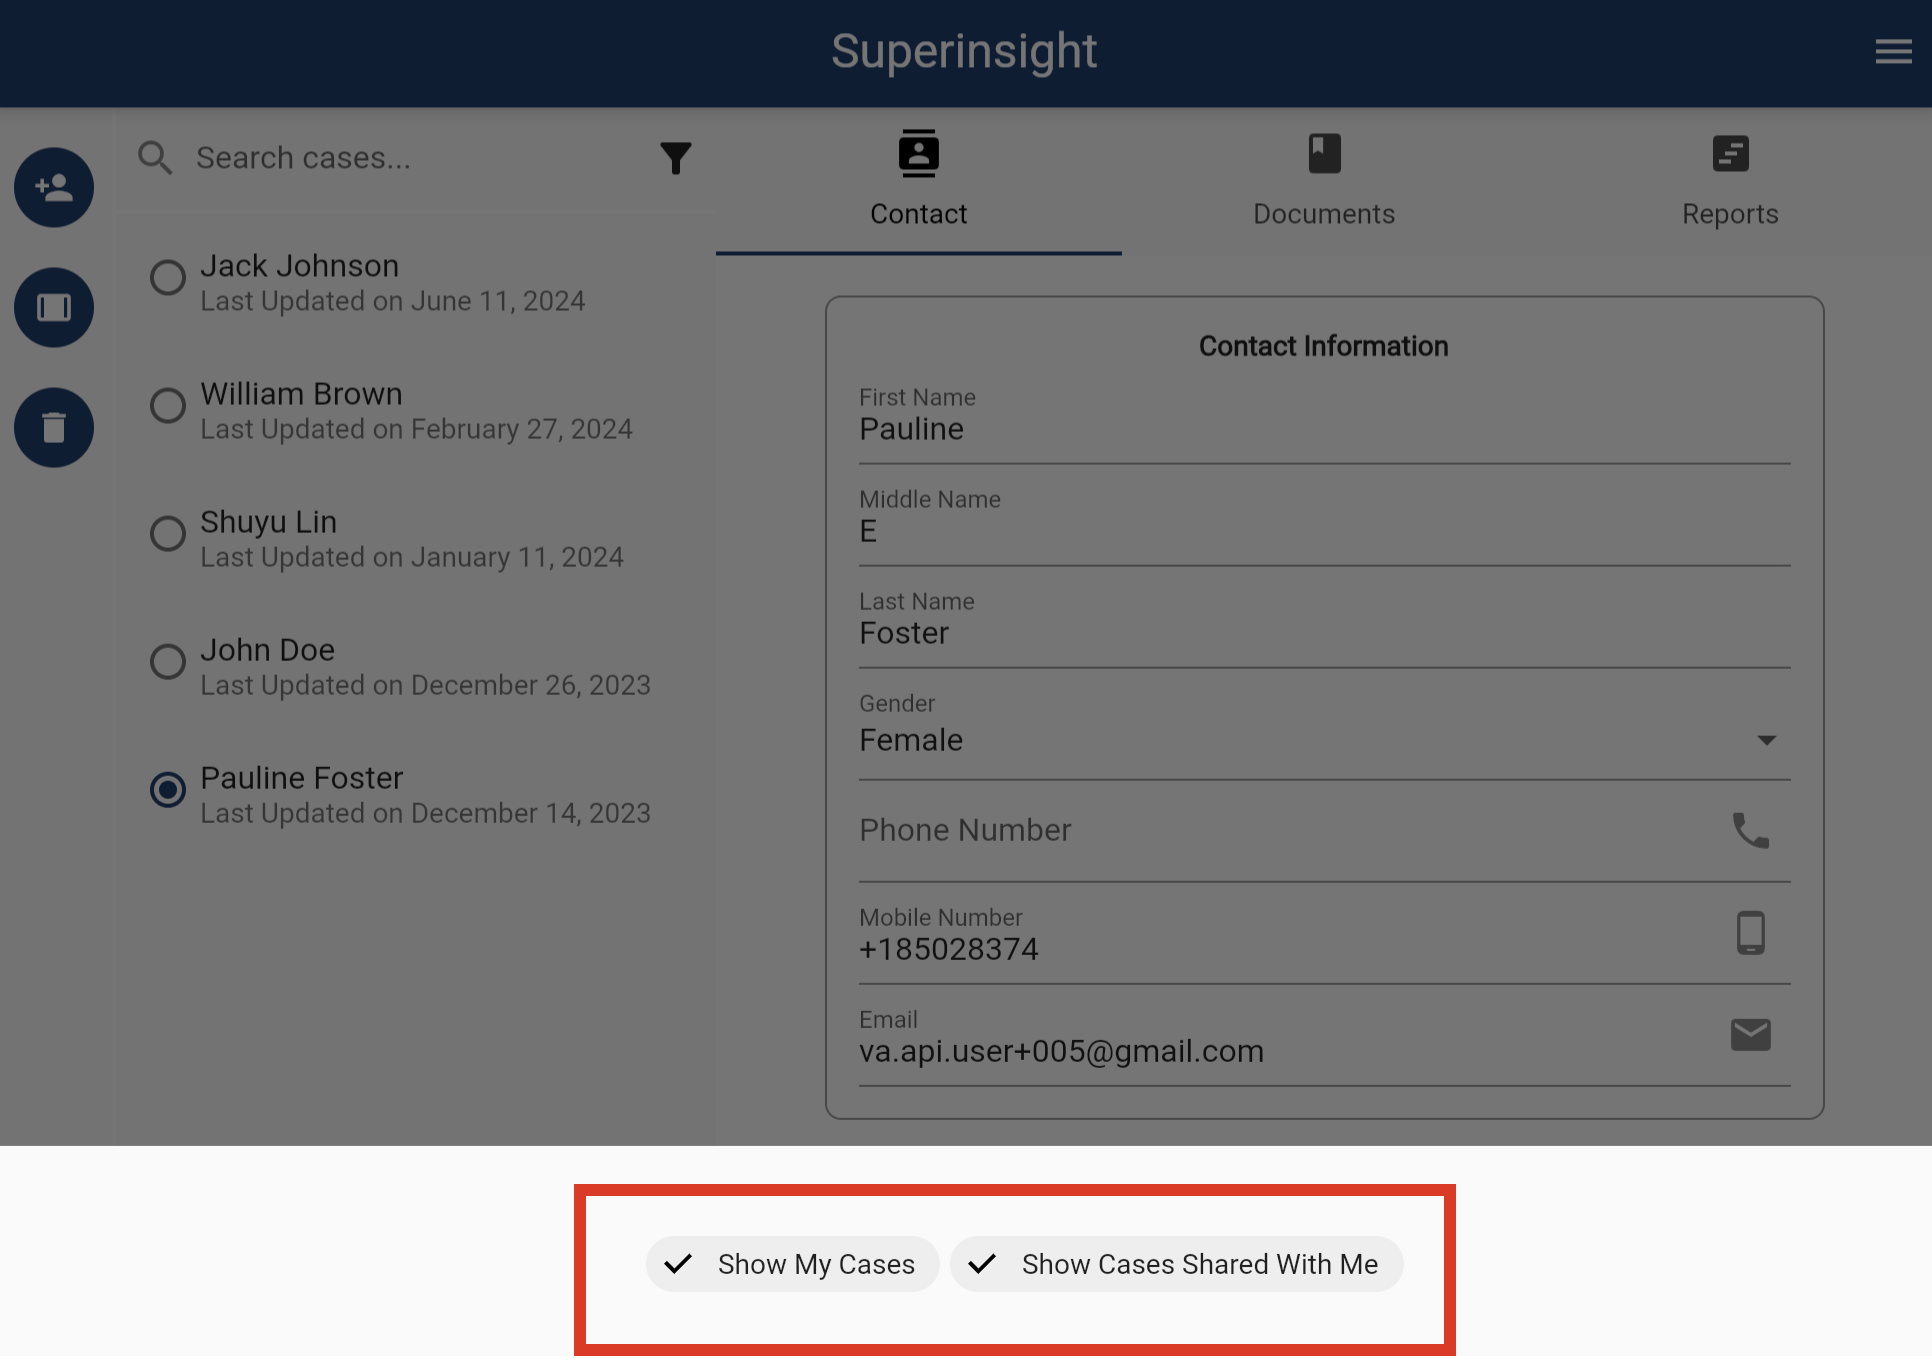 Superinsight
Search cases...
Jack Johnson
Last Updated on June 11, 2024
William Brown
Last Updated on February 27, 2024
Shuyu Lin
Last Updated on January 11, 2024
John Doe
Last Updated on December 26, 2023
Pauline Foster
Last Updated on December 14, 2023
Contact
Documents
Reports
Contact Information
First Name
Pauline
Middle Name
E
Last Name
Foster
Gender
Female
Phone Number
Mobile Number
+185028374
Email
va.api.user+005@gmail.com
Show My Cases
Show Cases Shared With Me